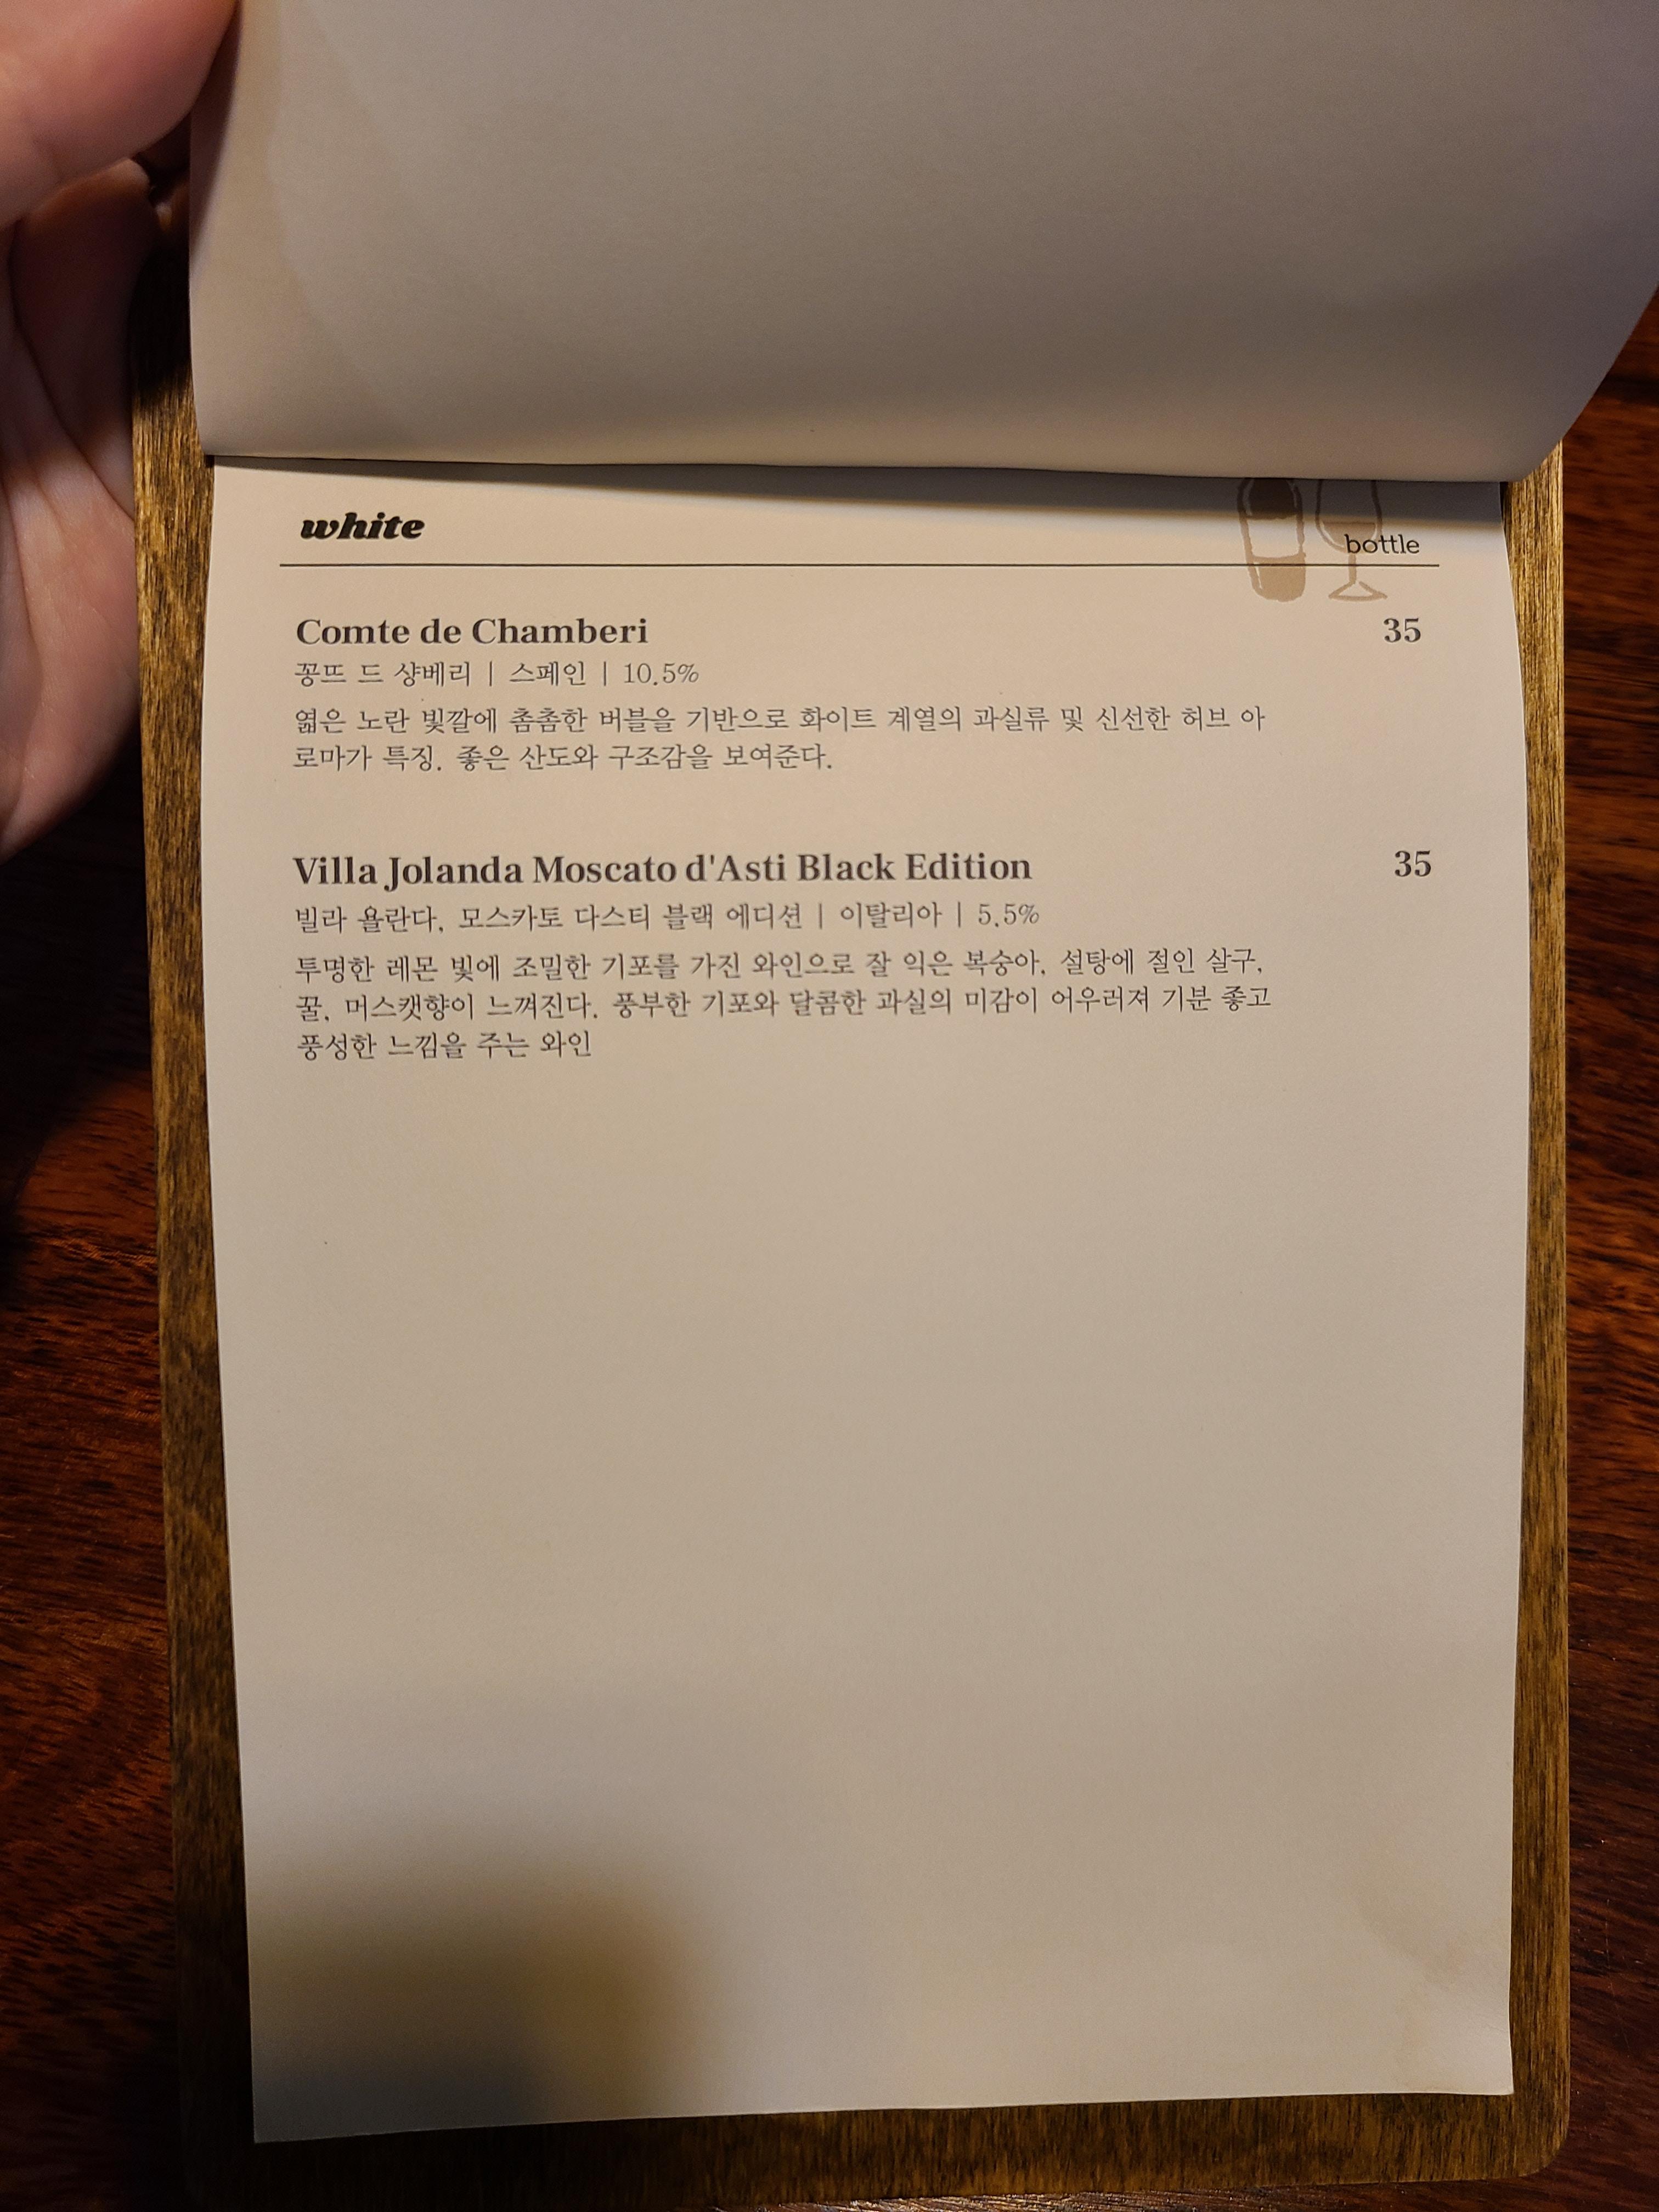 white
bottle
Comte de Chamberi
35
꽁뜨 드 샹베리 | 스페인 | 10.5%
엷은 노란 빛깔에 촘촘한 버블을 기반으로 화이트 계열의 과실류 및 신선한 허브 아
로마가 특징. 좋은 산도와 구조감을 보여준다.
Villa Jolanda Moscato d'Asti Black Edition
35
빌라 욜란다, 모스카토 다스티 블랙 에디션 | 이탈리아 | 5.5%
투명한 레몬 빛에 조밀한 기포를 가진 와인으로 잘 익은 복숭아, 설탕에 절인 살구,
꿀, 머스캣향이 느껴진다. 풍부한 기포와 달콤한 과실의 미감이 어우러져 기분 좋고
풍성한 느낌을 주는 와인